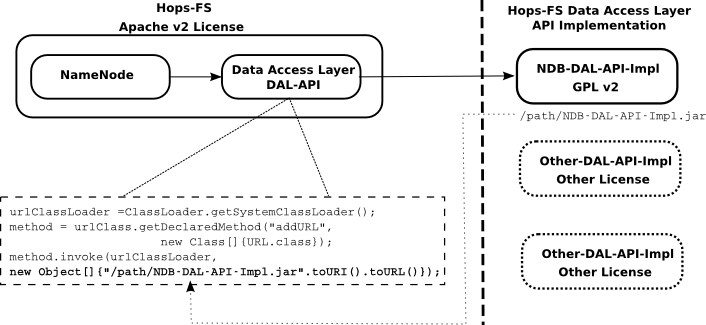 Hops-FS
Apache v2 License
NameNode
Data Access Layer
DAL-API
urlClassLoader =ClassLoader.getSystemClassLoader();
method = urlClass.getDeclaredMethod("addURL",
new Class[]{URL.class});
method.invoke(urlClassLoader,
new Object[]{"/path/NDB-DAL-API-Impl.jar".toURI().toURL()});
Hops-FS Data Access Layer
API Implementation
NDB-DAL-API-Impl
GPL v2
/path/NDB-DAL-API-Impl.jar
Other-DAL-API-Impl
Other License
Other-DAL-API-Impl
Other License